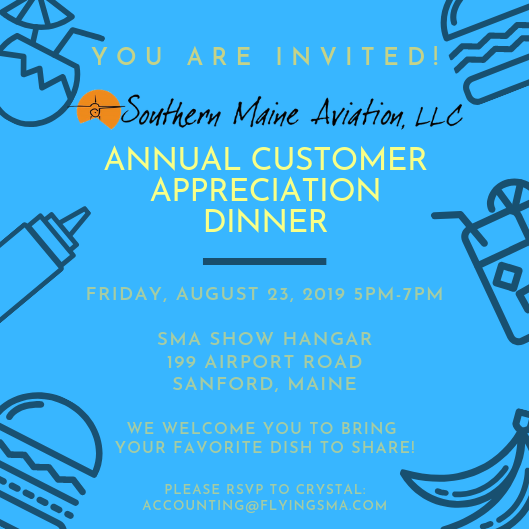 YOU ARE INVITED!
Southern Maine Aviation, LLC
ANNUAL CUSTOMER
APPRECIATION
DINNER
FRIDAY, AUGUST 23, 2019 5PM-7PM
SMA SHOW HANGAR
199 AIRPORT ROAD
SANFORD, MAINE
WE WELCOME YOU TO BRING
YOUR FAVORITE DISH TO SHARE!
PLEASE RSVP TO CRYSTAL:
ACCOUNTING@FLYINGSMA.COM